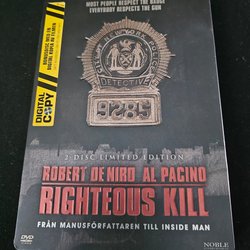 MOST PEOPLE RESPECT THE BADGE
EVERYBODY RESPECTS THE GUN
DIGITAL COPY
9285
DETECTIVE
2-DISC LIMITED EDITION
ROBERT DE NIRO AL PACINO
RIGHTEOUS KILL
FRÅN MANUSFÖRFATTAREN TILL INSIDE MAN
DVD
NOBLE